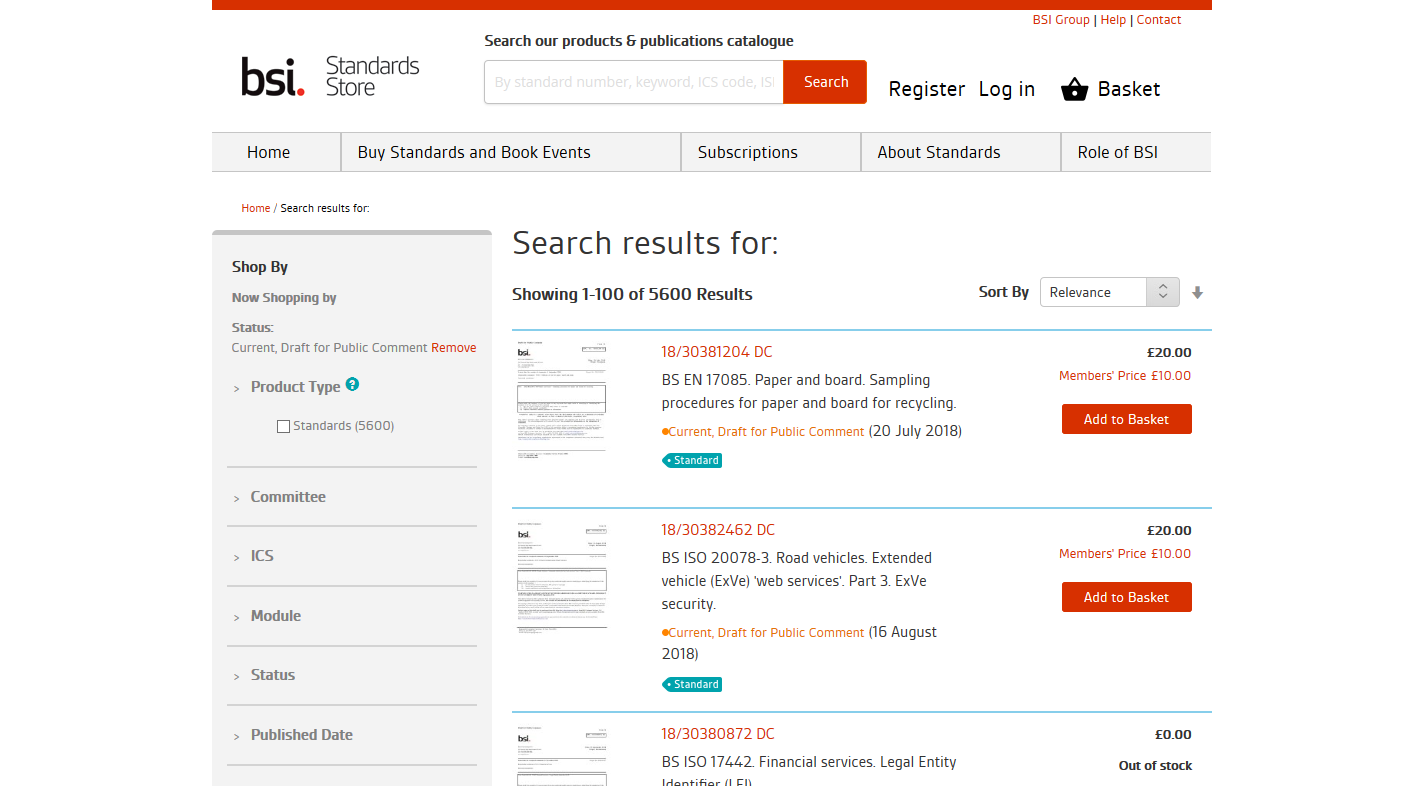 BSI Group | Help | Contact
Search our products & publications catalogue
bsi. Standards Store
By standard number, keyword, ICS code, ISI
Search
Register Log in Basket
Home
Buy Standards and Book Events
Subscriptions
About Standards
Role of BSI
Home / Search results for:
Shop By
Now Shopping by
Status:
Current, Draft for Public Comment Remove
> Product Type ?
Standards (5600)
> Committee
> ICS
> Module
> Status
> Published Date
Search results for:
Showing 1-100 of 5600 Results
Sort By Relevance
bsi.
18/30381204 DC
BS EN 17085. Paper and board. Sampling
procedures for paper and board for recycling.
Current, Draft for Public Comment (20 July 2018)
Standard
£20.00
Members' Price £10.00
Add to Basket
bsi.
18/30382462 DC
BS ISO 20078-3. Road vehicles. Extended
vehicle (ExVe) 'web services'. Part 3. ExVe
security.
Current, Draft for Public Comment (16 August
2018)
Standard
£20.00
Members' Price £10.00
Add to Basket
bsi.
18/30380872 DC
BS ISO 17442. Financial services. Legal Entity
Identifier (LEI)
£0.00
Out of stock